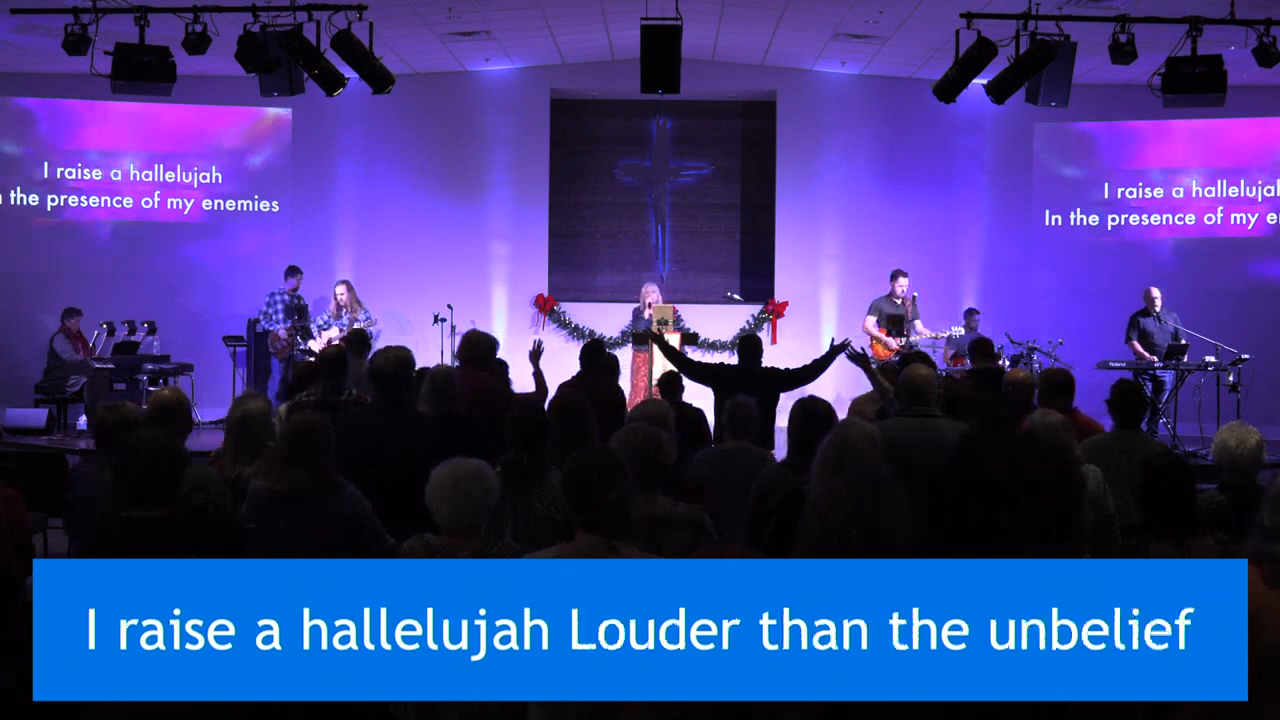 I raise a hallelujah
the presence of my enemies
I raise a hallelujah
In the presence of my
Roland
I raise a hallelujah Louder than the unbelief